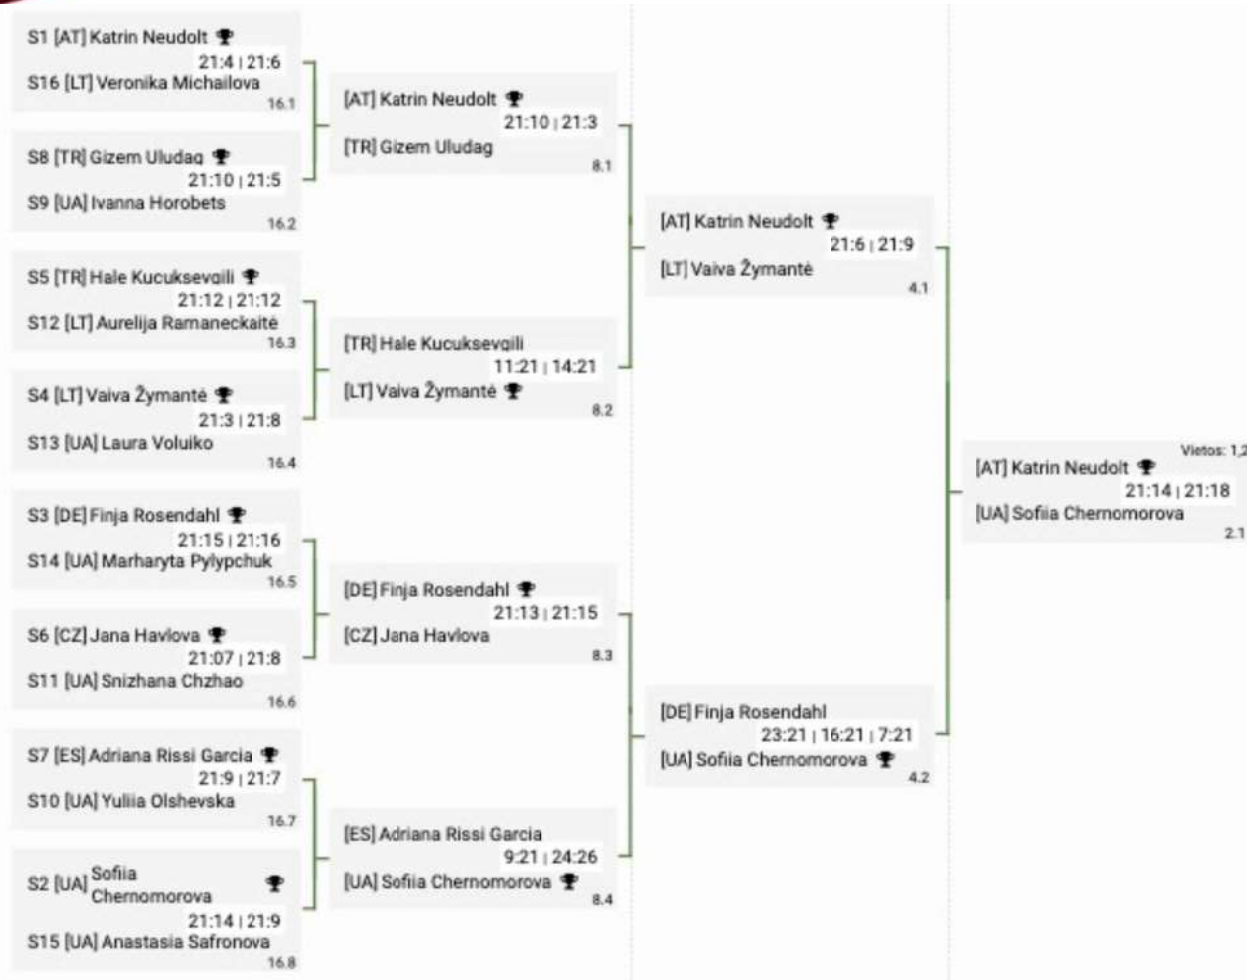 S1 [AT] Katrin Neudolt
21:4 | 21:6
S16 [LT] Veronika Michailova
16.1
S8 [TR] Gizem Uludag
21:10 | 21:5
S9 [UA] Ivanna Horobets
16.2
S5 [TR] Hale Kucuksevgili
21:12 | 21:12
S12 [LT] Aurelija Ramaneckaitė
16.3
S4 [LT] Vaiva Žymantė
21:3 | 21:8
S13 [UA] Laura Voluiko
16.4
S3 [DE] Finja Rosendahl
21:15 | 21:16
S14 [UA] Marharyta Pylypchuk
16.5
S6 [CZ] Jana Havlova
21:07 | 21:8
S11 [UA] Snizhana Chzhao
16.6
S7 [ES] Adriana Rissi Garcia
21:9 | 21:7
S10 [UA] Yuliia Olshevska
16.7
S2 [UA] Sofiia
Chernomorova
21:14 | 21:9
S15 [UA] Anastasia Safronova
16.8
[AT] Katrin Neudolt
21:10 | 21:3
[TR] Gizem Uludag
8.1
[TR] Hale Kucuksevgili
11:21 | 14:21
[LT] Vaiva Žymantė
8.2
[DE] Finja Rosendahl
21:13 | 21:15
[CZ] Jana Havlova
8.3
[ES] Adriana Rissi Garcia
9:21 | 24:26
[UA] Sofiia Chernomorova
8.4
[AT] Katrin Neudolt
21:6 | 21:9
[LT] Vaiva Žymantė
4.1
[DE] Finja Rosendahl
23:21 | 16:21 | 7:21
[UA] Sofiia Chernomorova
4.2
Vietos: 1,2
[AT] Katrin Neudolt
21:14 | 21:18
[UA] Sofiia Chernomorova
2.1